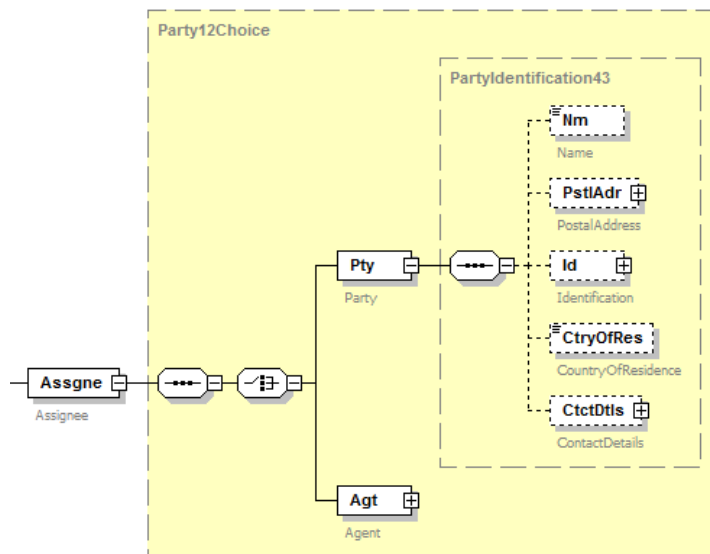 Party12Choice
PartyIdentification43
Nm
Name
PstlAdr
PostalAddress
Pty
Party
Id
Identification
CtryOfRes
CountryOfResidence
Assgne
Assignee
CtctDtls
ContactDetails
Agt
Agent